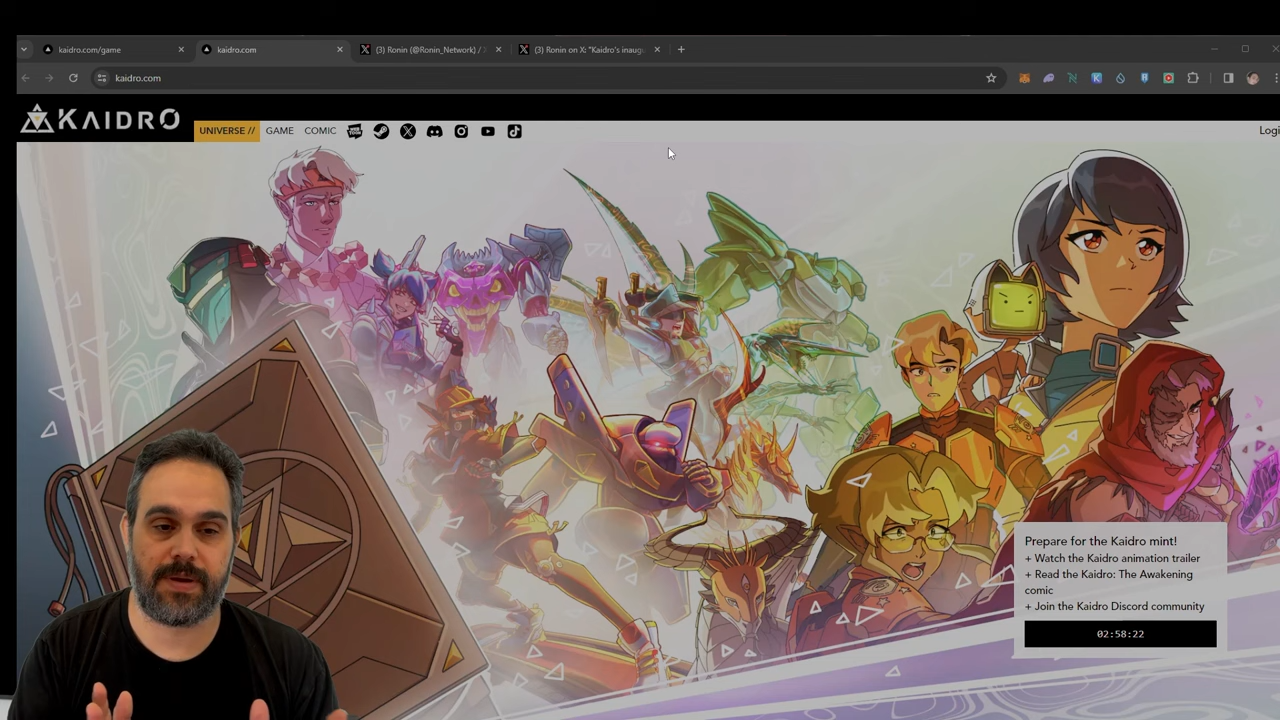 kaidro.com/game
kaidro.com
(3) Ronin (@Ronin_Network) / X
(3) Ronin on X: "Kaidro's inaug
kaidro.com
KAIDRO
UNIVERSE //
GAME
COMIC
Logi
Prepare for the Kaidro mint!
+ Watch the Kaidro animation trailer
+ Read the Kaidro: The Awakening
comic
+ Join the Kaidro Discord community
02:58:22